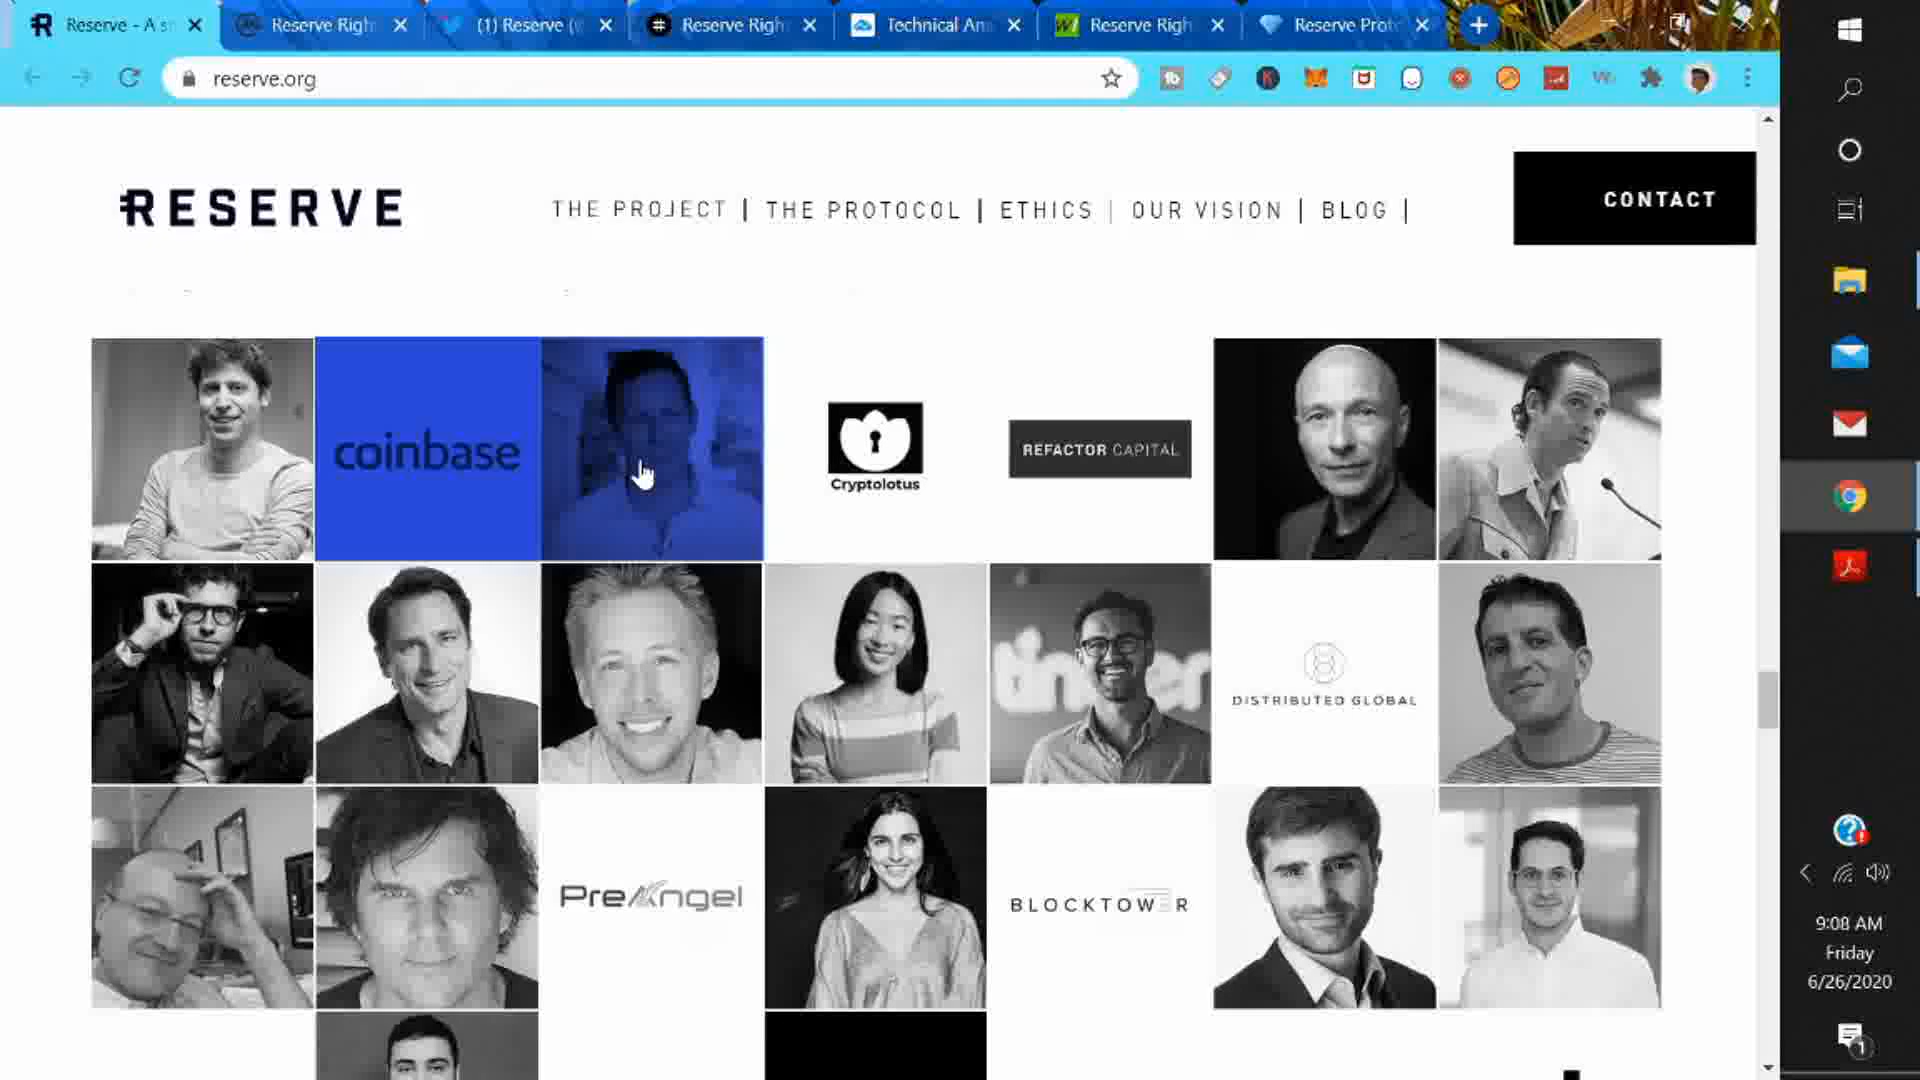 Reserve - A s
Reserve Righ
(1) Reserve (
Reserve Righ
Technical An
Reserve Righ
Reserve Prot
reserve.org
RESERVE
THE PROJECT | THE PROTOCOL | ETHICS | OUR VISION | BLOG |
CONTACT
coinbase
Cryptolotus
REFACTOR CAPITAL
tinder
DISTRIBUTED GLOBAL
PreAngel
BLOCKTOWER
9:08 AM
Friday
6/26/2020
1